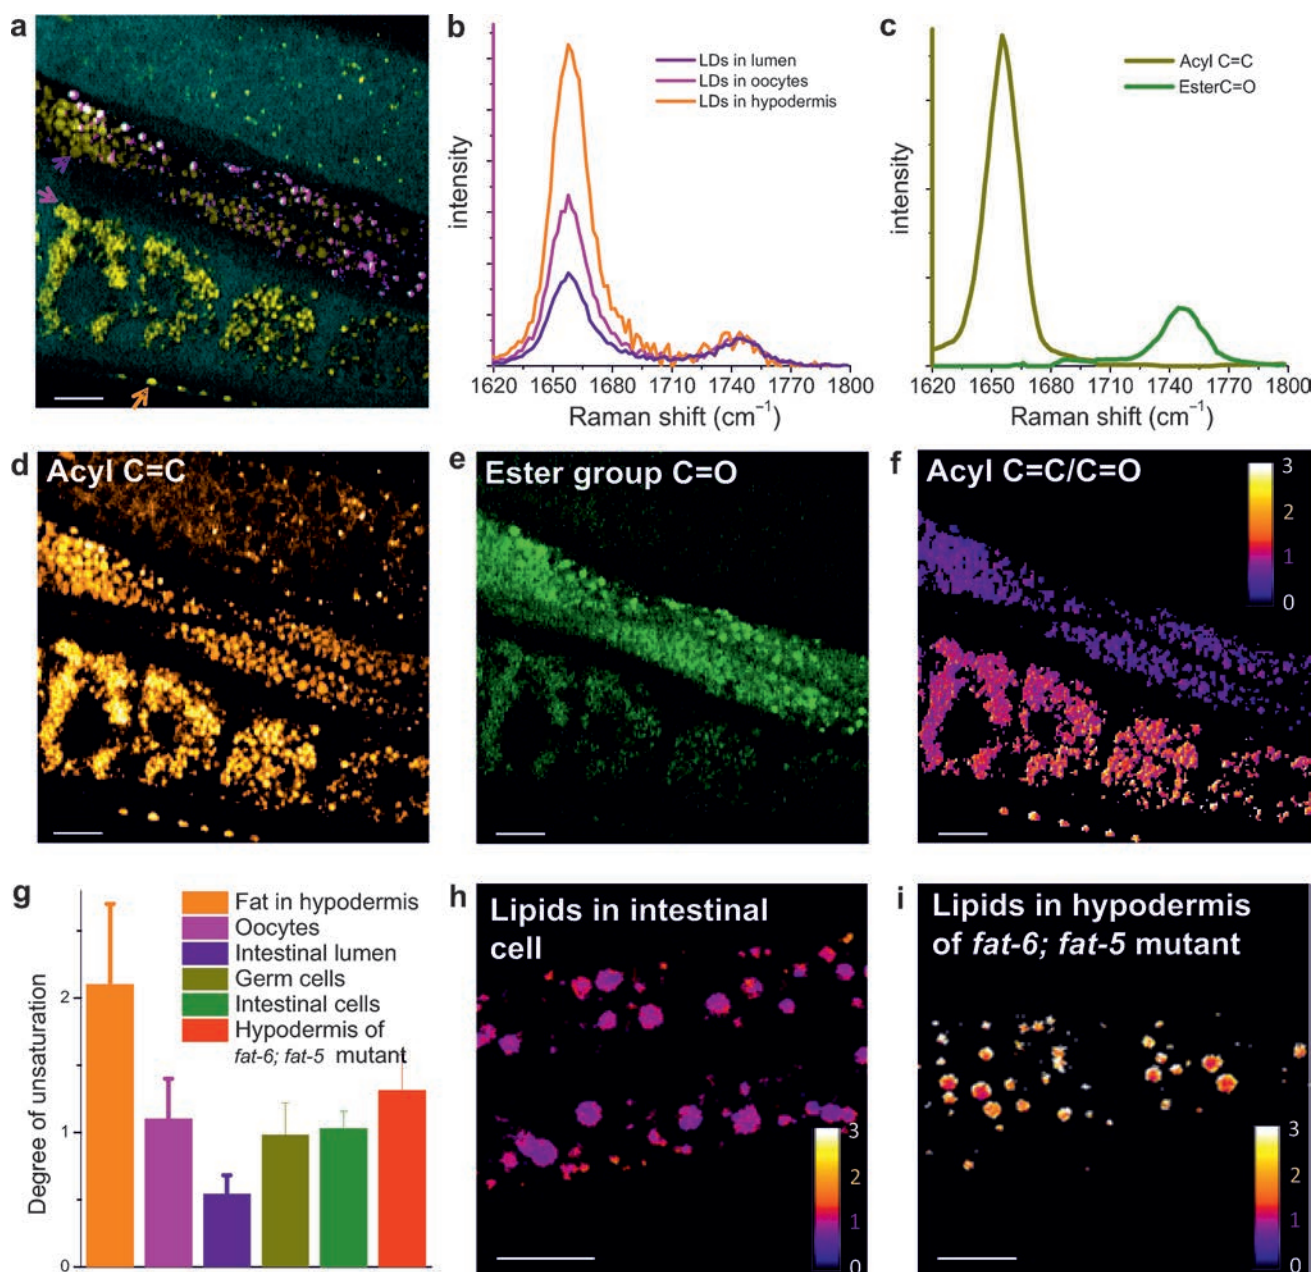 a
b
LDs in lumen
LDs in oocytes
LDs in hypodermis
intensity
1620 1650 1680 1710 1740 1770 1800
Raman shift (cm⁻¹)
c
Acyl C=C
EsterC=O
intensity
1620 1650 1680 1710 1740 1770 1800
Raman shift (cm⁻¹)
d
Acyl C=C
e
Ester group C=O
f
Acyl C=C/C=O
3
2
1
0
g
Fat in hypodermis
Oocytes
Intestinal lumen
Germ cells
Intestinal cells
Hypodermis of
fat-6; fat-5 mutant
Degree of unsaturation
2
1
0
h
Lipids in intestinal
cell
3
2
1
0
i
Lipids in hypodermis
of fat-6; fat-5 mutant
3
2
1
0